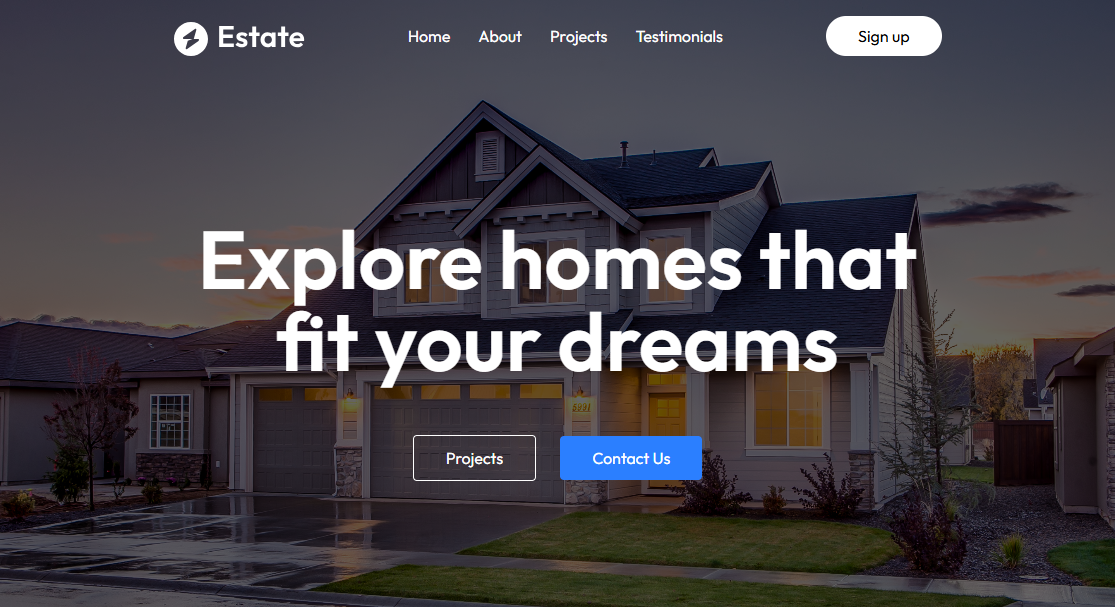 Estate
Home About Projects Testimonials
Sign up
Explore homes that
fit your dreams
Projects Contact Us